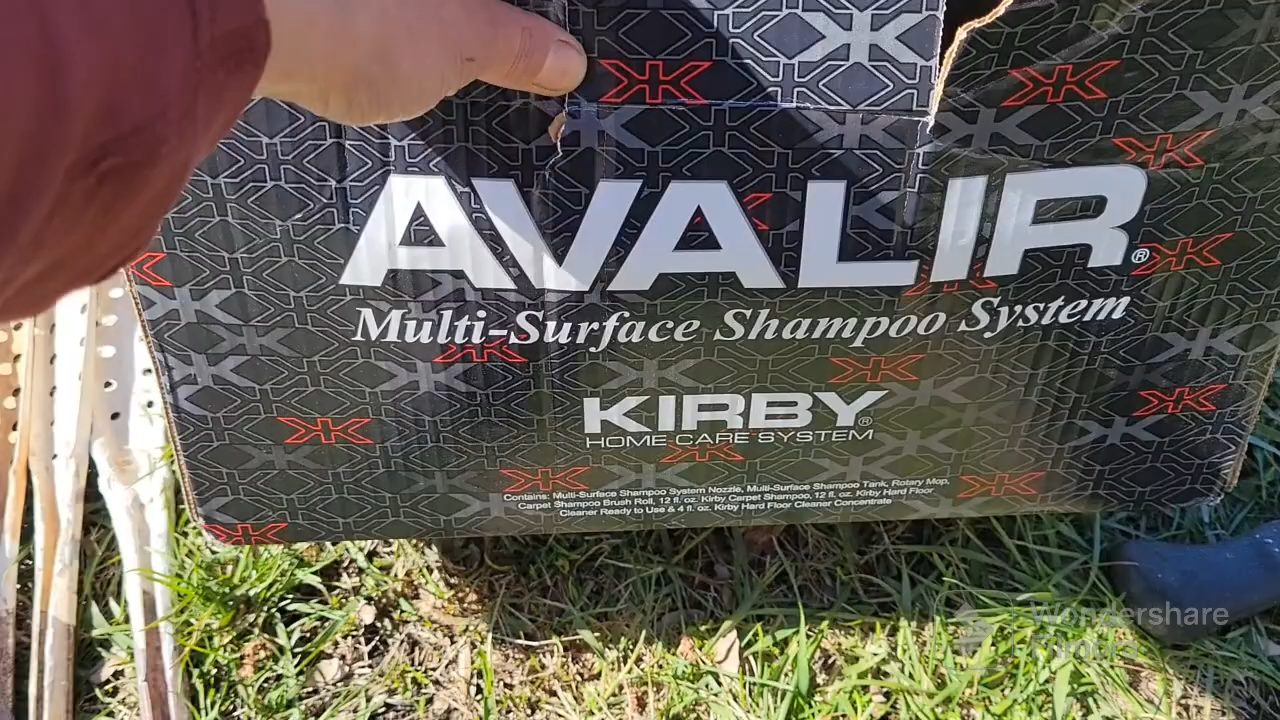 AVALIR®
Multi-Surface Shampoo System
KIRBY®
HOME CARE SYSTEM
Contains: Multi-Surface Shampoo System Nozzle, Multi-Surface Shampoo Tank, Rotary Mop,
Carpet Shampoo Brush Roll, 12 fl. oz. Kirby Carpet Shampoo, 12 fl. oz. Kirby Hard Floor
Cleaner Ready to Use & 4 fl. oz. Kirby Hard Floor Cleaner Concentrate
Wondershare
Filmora